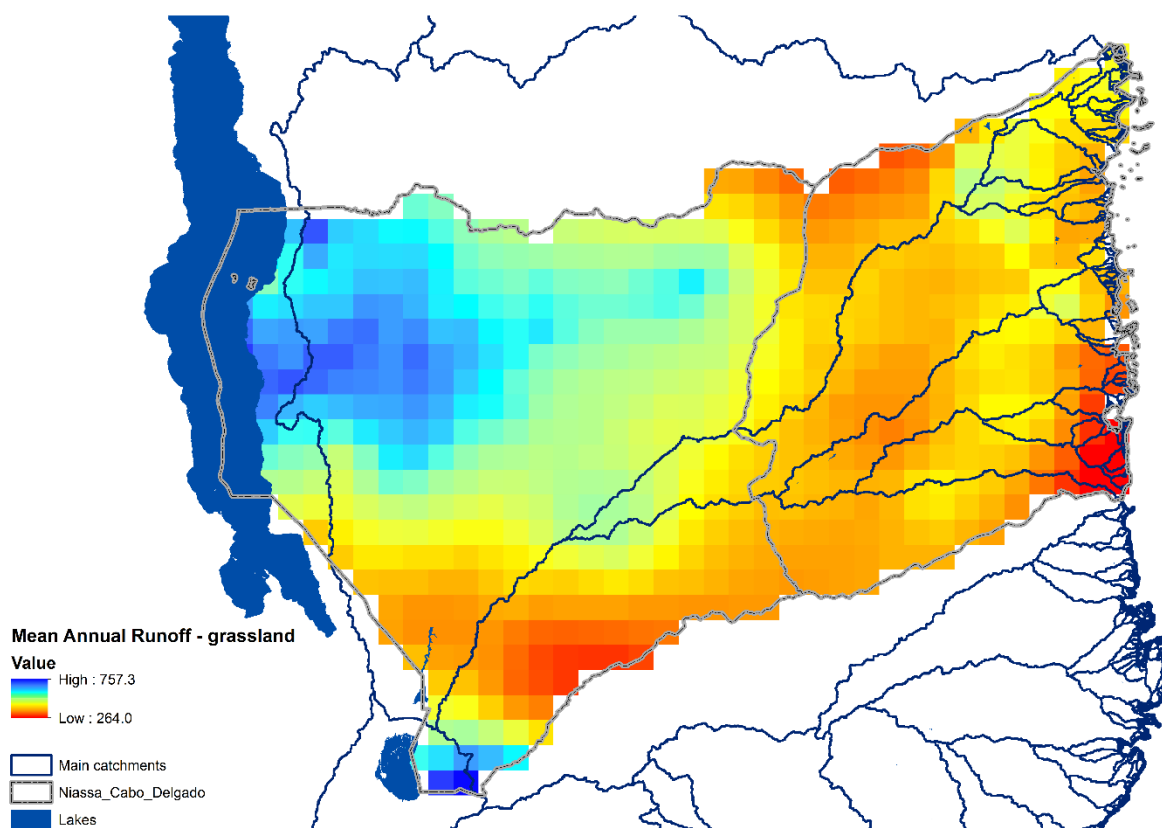 Mean Annual Runoff - grassland
Value
High : 757.3
Low : 264.0
Main catchments
Niassa_Cabo_Delgado
Lakes